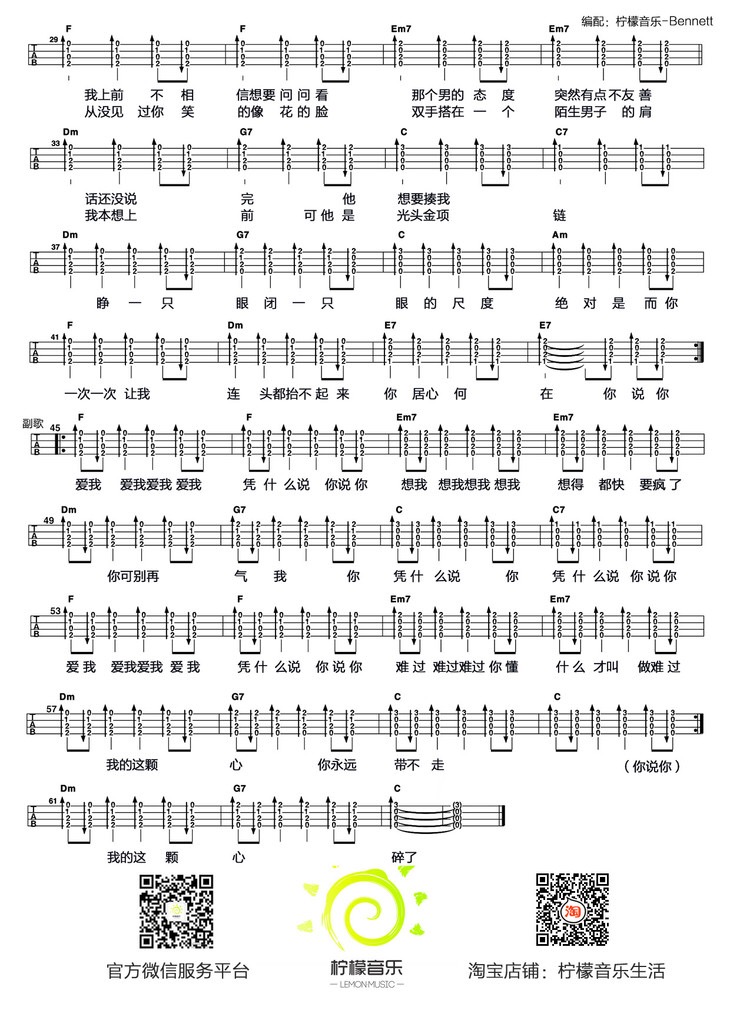 编配：柠檬音乐-Bennett
29 F F Em7 Em7
我上前 不相 信想要问问看 那个男的态度 突然有点不友善
从没见 过你笑 的像花的脸 双手搭在一个 陌生男子的肩
33 Dm G7 C C7
话还没说 完 他 想要揍我
我本想上 前 可他是 光头金项 链
37 Dm G7 C Am
睁一只 眼闭一只 眼的尺度 绝对是而你
41 F Dm E7 E7
一次一次 让我 连 头都抬不起来 你居心何 在 你说你
副歌 45 F F Em7 Em7
爱我 爱我爱我 爱我 凭什么说 你说你 想我 想我想我 想我 想得 都快 要疯了
49 Dm G7 C C7
你可别再 气 我 你 凭什么说 你 凭什么说 你说你
53 F F Em7 Em7
爱我 爱我爱我 爱我 凭什么说 你说你 难过 难过难过 你懂 什么 才叫 做难过
57 Dm G7 C C
我的这颗 心 你永远 带不走 （你说你）
61 Dm G7 C
我的这 颗 心 碎了
官方微信服务平台
柠檬音乐
LEMON MUSIC
淘
淘宝店铺：柠檬音乐生活